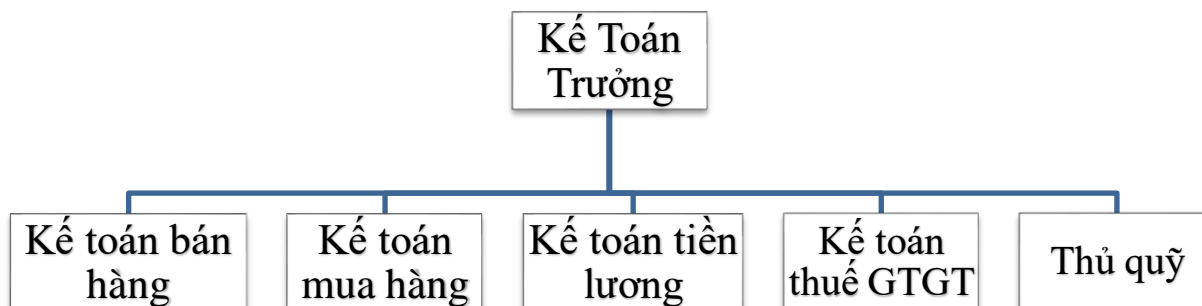 Kế Toán
Trưởng
Kế toán bán
hàng
Kế toán
mua hàng
Kế toán tiền
lương
Kế toán
thuế GTGT
Thủ quỹ